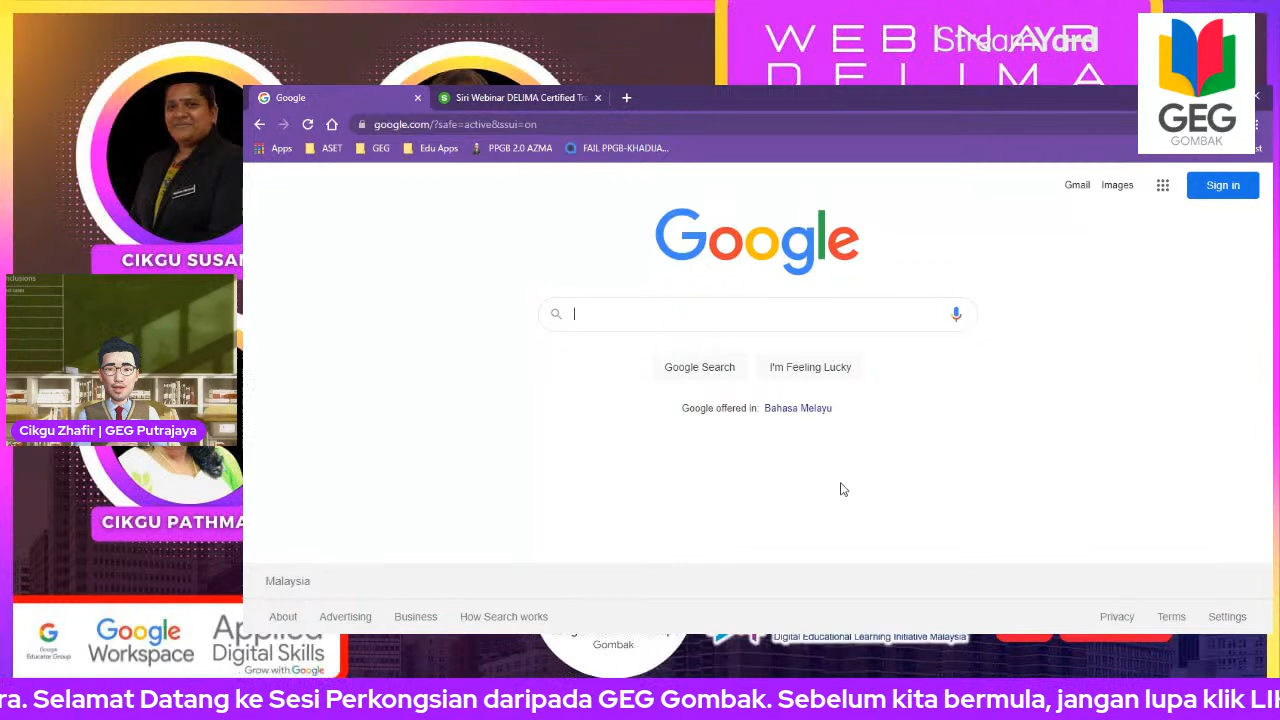 WEBINAR
StreamYard
DELIMA
GEG
GOMBAK
Google
Siri Webinar DELIMA Certified Tra
google.com/?safe=active&ssui=on
Apps
ASET
GEG
Edu Apps
PPGB 2.0 AZMA
FAIL PPGB-KHADIJA...
Gmail
Images
Sign in
Google
Google Search
I'm Feeling Lucky
Google offered in: Bahasa Melayu
CIKGU SUSAN
nclusions
Cikgu Zhafir | GEG Putrajaya
CIKGU PATHMA
Malaysia
About
Advertising
Business
How Search works
Privacy
Terms
Settings
Google
Educator Group
Google
Workspace
Applied
Digital Skills
Grow with Google
Gombak
Digital Educational Learning Initiative Malaysia
ra. Selamat Datang ke Sesi Perkongsian daripada GEG Gombak. Sebelum kita bermula, jangan lupa klik LI